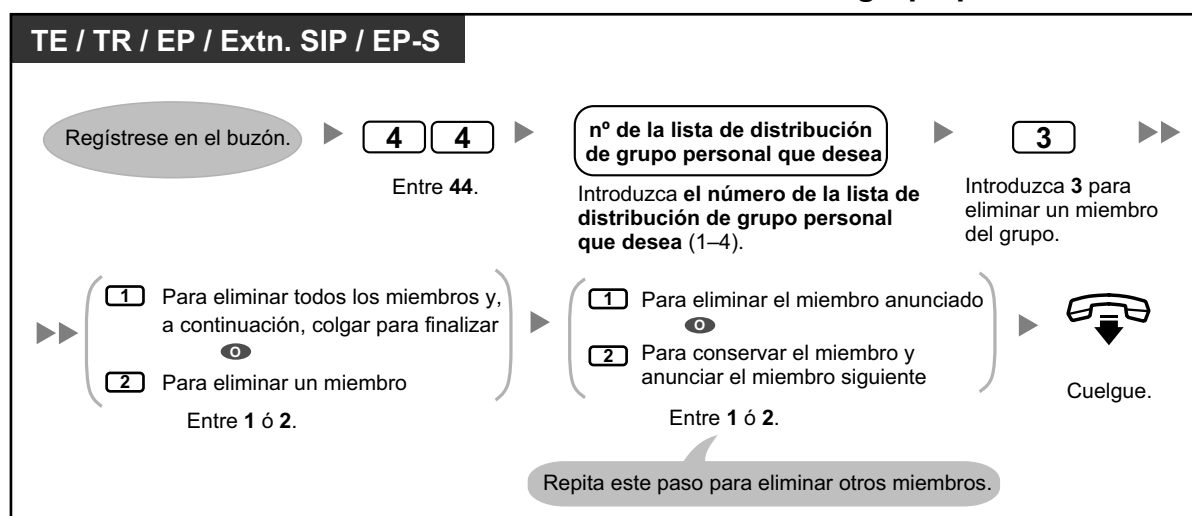 TE / TR / EP / Extn. SIP / EP-S
Regístrese en el buzón.
4 4
Entre 44.
nº de la lista de distribución
de grupo personal que desea
Introduzca el número de la lista de
distribución de grupo personal
que desea (1–4).
3
Introduzca 3 para
eliminar un miembro
del grupo.
1 Para eliminar todos los miembros y,
a continuación, colgar para finalizar
O
2 Para eliminar un miembro
Entre 1 ó 2.
1 Para eliminar el miembro anunciado
O
2 Para conservar el miembro y
anunciar el miembro siguiente
Entre 1 ó 2.
Repita este paso para eliminar otros miembros.
Cuelgue.